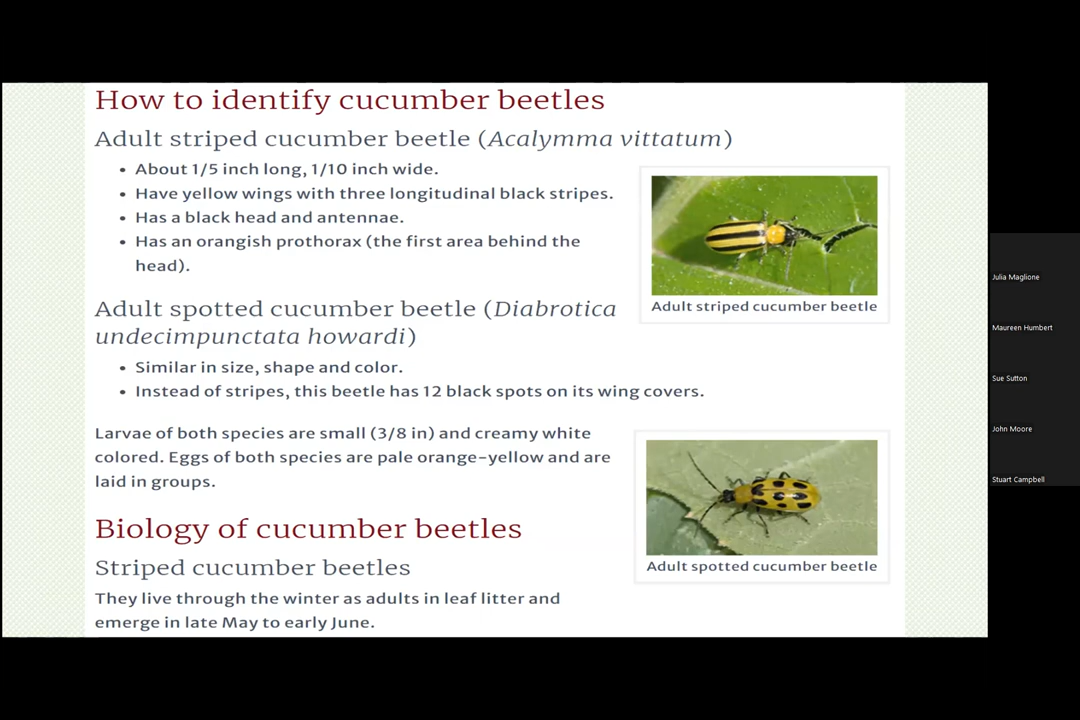 How to identify cucumber beetles
Adult striped cucumber beetle (Acalymma vittatum)
• About 1/5 inch long, 1/10 inch wide.
• Have yellow wings with three longitudinal black stripes.
• Has a black head and antennae.
• Has an orangish prothorax (the first area behind the
head).
Adult striped cucumber beetle
Adult spotted cucumber beetle (Diabrotica
undecimpunctata howardi)
• Similar in size, shape and color.
• Instead of stripes, this beetle has 12 black spots on its wing covers.
Larvae of both species are small (3/8 in) and creamy white
colored. Eggs of both species are pale orange-yellow and are
laid in groups.
Adult spotted cucumber beetle
Biology of cucumber beetles
Striped cucumber beetles
They live through the winter as adults in leaf litter and
emerge in late May to early June.
Julia Maglione
Maureen Humbert
Sue Sutton
John Moore
Stuart Campbell